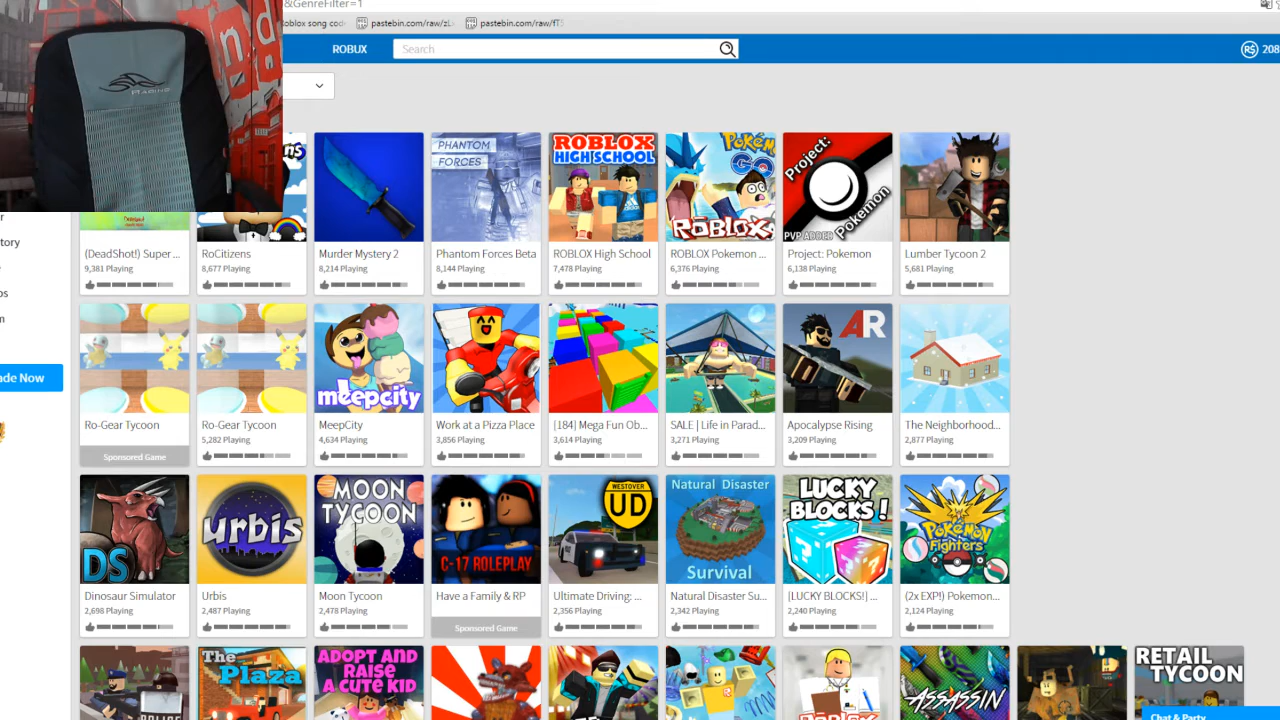 &GenreFilter=1
Roblox song cod
pastebin.com/raw/zL
pastebin.com/raw/fT5
ROBUX
Search
R$ 208
nd
RACING
PHANTOM
FORCES
ROBLOX
HIGH SCHOOL
POKÉMON
GO
ROBLOX
Project:
Pokemon
PVP ADDED
r
tory
(DeadShot!) Super ...
RoCitizens
Murder Mystery 2
Phantom Forces Beta
ROBLOX High School
ROBLOX Pokemon ...
Project: Pokemon
Lumber Tycoon 2
9,381 Playing
8,677 Playing
8,214 Playing
8,144 Playing
7,478 Playing
6,376 Playing
6,138 Playing
5,681 Playing
os
m
ade Now
meepcity
AR
Ro-Gear Tycoon
Ro-Gear Tycoon
MeepCity
Work at a Pizza Place
[184] Mega Fun Ob...
SALE | Life in Parad...
Apocalypse Rising
The Neighborhood...
5,282 Playing
4,634 Playing
3,856 Playing
3,614 Playing
3,271 Playing
3,209 Playing
2,877 Playing
Sponsored Game
DS
urbis
MOON
TYCOON
C-17 ROLEPLAY
WESTOVER
UD
Natural Disaster
Survival
LUCKY
BLOCKS!
POKÉMON
Fighters
Dinosaur Simulator
Urbis
Moon Tycoon
Have a Family & RP
Ultimate Driving: ...
Natural Disaster Su...
[LUCKY BLOCKS!] ...
(2x EXP!) Pokemon...
2,698 Playing
2,487 Playing
2,478 Playing
2,356 Playing
2,342 Playing
2,240 Playing
2,124 Playing
Sponsored Game
The
Plaza
ADOPT AND
RAISE
A CUTE KID
ASSASSIN
RETAIL
TYCOON
Chat & Party